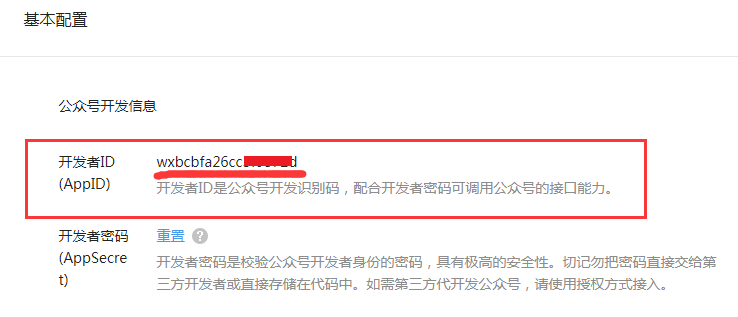 基本配置
公众号开发信息
开发者ID
(AppID)
wxbcbfa26cc
开发者ID是公众号开发识别码，配合开发者密码可调用公众号的接口能力。
开发者密码
(AppSecre
t)
重置 ?
开发者密码是校验公众号开发者身份的密码，具有极高的安全性。切记勿把密码直接交给第
三方开发者或直接存储在代码中。如需第三方代开发公众号，请使用授权方式接入。